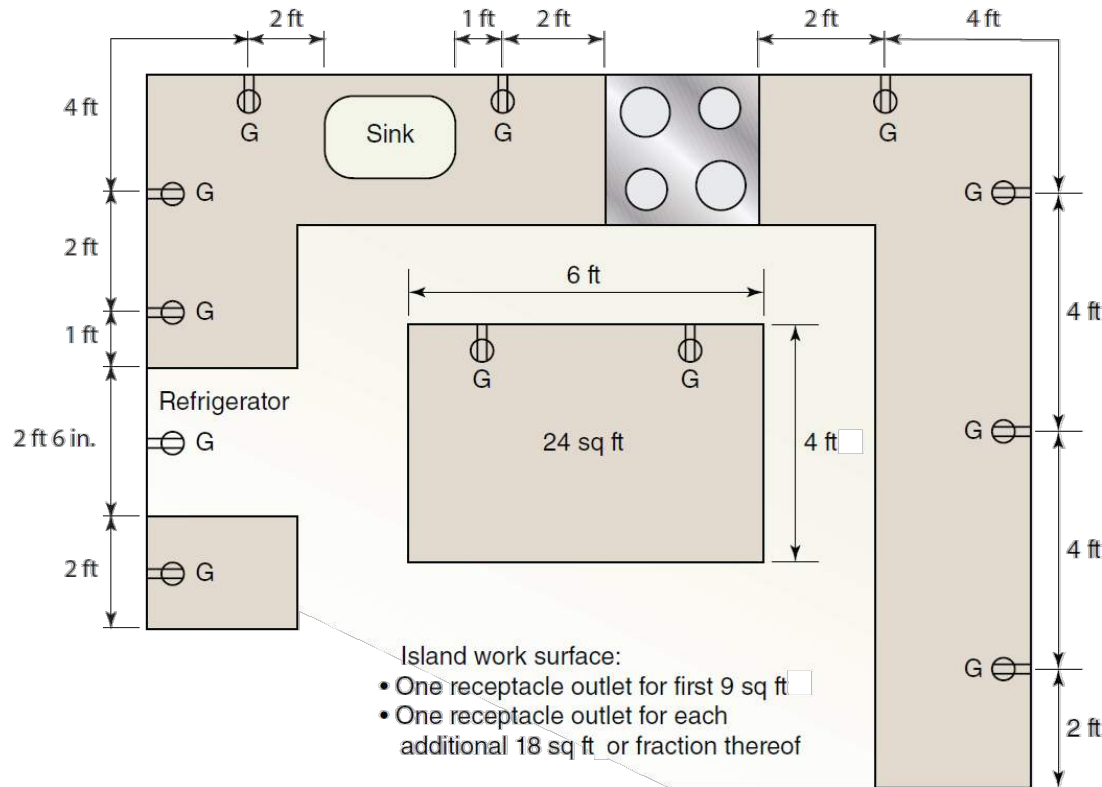 2 ft
1 ft
2 ft
2 ft
4 ft
4 ft
G
Sink
G
G
G
G
2 ft
6 ft
4 ft
G
1 ft
G
G
Refrigerator
2 ft 6 in.
G
24 sq ft
4 ft
G
4 ft
2 ft
G
Island work surface:
• One receptacle outlet for first 9 sq ft
G
• One receptacle outlet for each
additional 18 sq ft or fraction thereof
2 ft